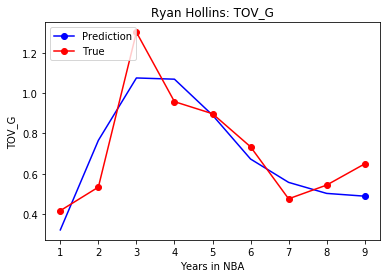 Ryan Hollins: TOV_G
Prediction
True
1.2
1.0
0.8
0.6
0.4
TOV_G
1 2 3 4 5 6 7 8 9
Years in NBA